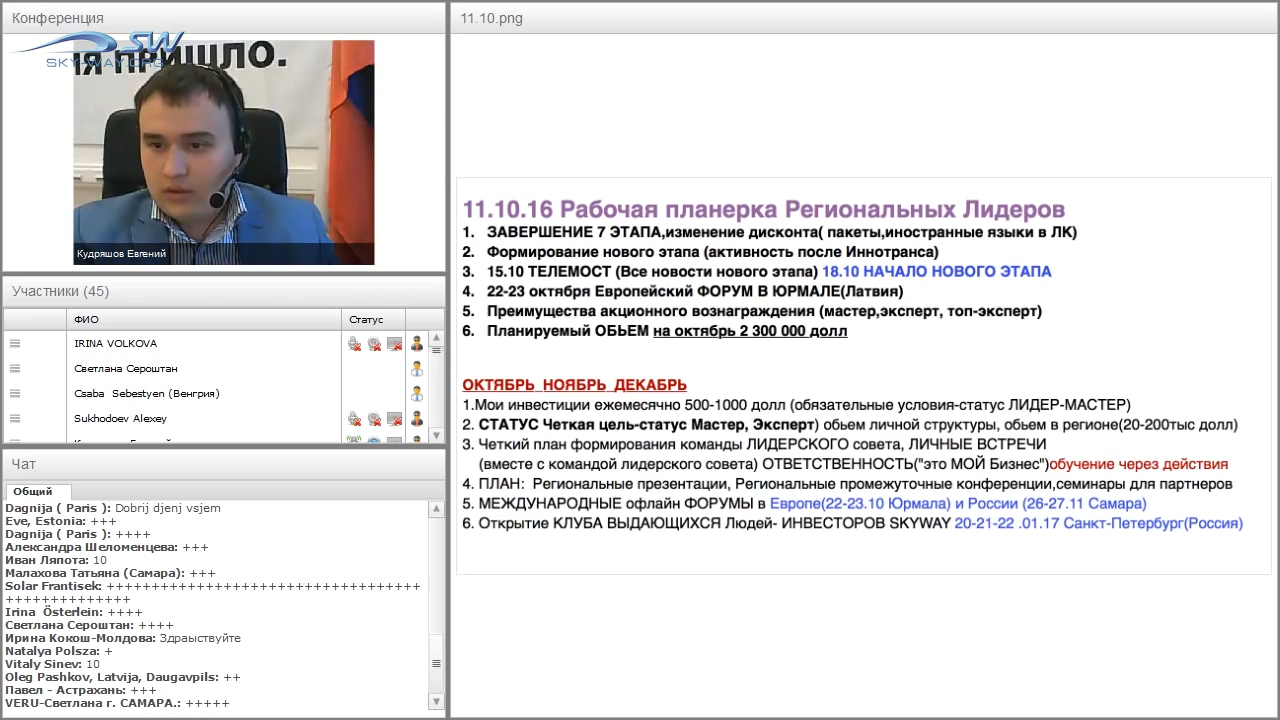 Конференция
SW
SKY-WAY.ORG
ИЯ ПРИШЛО.
Кудряшов Евгений
Участники (45)
ФИО
Статус
IRINA VOLKOVA
Светлана Сероштан
Csaba Sebestyen (Венгрия)
Sukhodoev Alexey
Чат
Общий
Dagnija ( Paris ): Dobrij djenj vsjem
Eve, Estonia: +++
Dagnija ( Paris ): ++++
Александра Шеломенцева: +++
Иван Ляпота: 10
Малахова Татьяна (Самара): +++
Solar Frantisek: +++++++++++++++++++++++++++++++++++
++++++++++++++
Irina Österlein: ++++
Светлана Сероштан: ++++
Ирина Кокош-Молдова: Здраыствуйте
Natalya Polsza: +
Vitaly Sinev: 10
Oleg Pashkov, Latvija, Daugavpils: ++
Павел - Астрахань: +++
VERU-Светлана г. САМАРА.: +++++
11.10.png
11.10.16 Рабочая планерка Региональных Лидеров
1. ЗАВЕРШЕНИЕ 7 ЭТАПА,изменение дисконта( пакеты,иностранные языки в ЛК)
2. Формирование нового этапа (активность после Иннотранса)
3. 15.10 ТЕЛЕМОСТ (Все новости нового этапа) 18.10 НАЧАЛО НОВОГО ЭТАПА
4. 22-23 октября Европейский ФОРУМ В ЮРМАЛЕ(Латвия)
5. Преимущества акционного вознаграждения (мастер,эксперт, топ-эксперт)
6. Планируемый ОБЬЕМ на октябрь 2 300 000 долл
ОКТЯБРЬ НОЯБРЬ ДЕКАБРЬ
1.Мои инвестиции ежемесячно 500-1000 долл (обязательные условия-статус ЛИДЕР-МАСТЕР)
2. СТАТУС Четкая цель-статус Мастер, Эксперт) обьем личной структуры, обьем в регионе(20-200тыс долл)
3. Четкий план формирования команды ЛИДЕРСКОГО совета, ЛИЧНЫЕ ВСТРЕЧИ
(вместе с командой лидерского совета) ОТВЕТСТВЕННОСТЬ("это МОЙ Бизнес")обучение через действия
4. ПЛАН: Региональные презентации, Региональные промежуточные конференции,семинары для партнеров
5. МЕЖДУНАРОДНЫЕ офлайн ФОРУМЫ в Европе(22-23.10 Юрмала) и России (26-27.11 Самара)
6. Открытие КЛУБА ВЫДАЮЩИХСЯ Людей- ИНВЕСТОРОВ SKYWAY 20-21-22 .01.17 Санкт-Петербург(Россия)